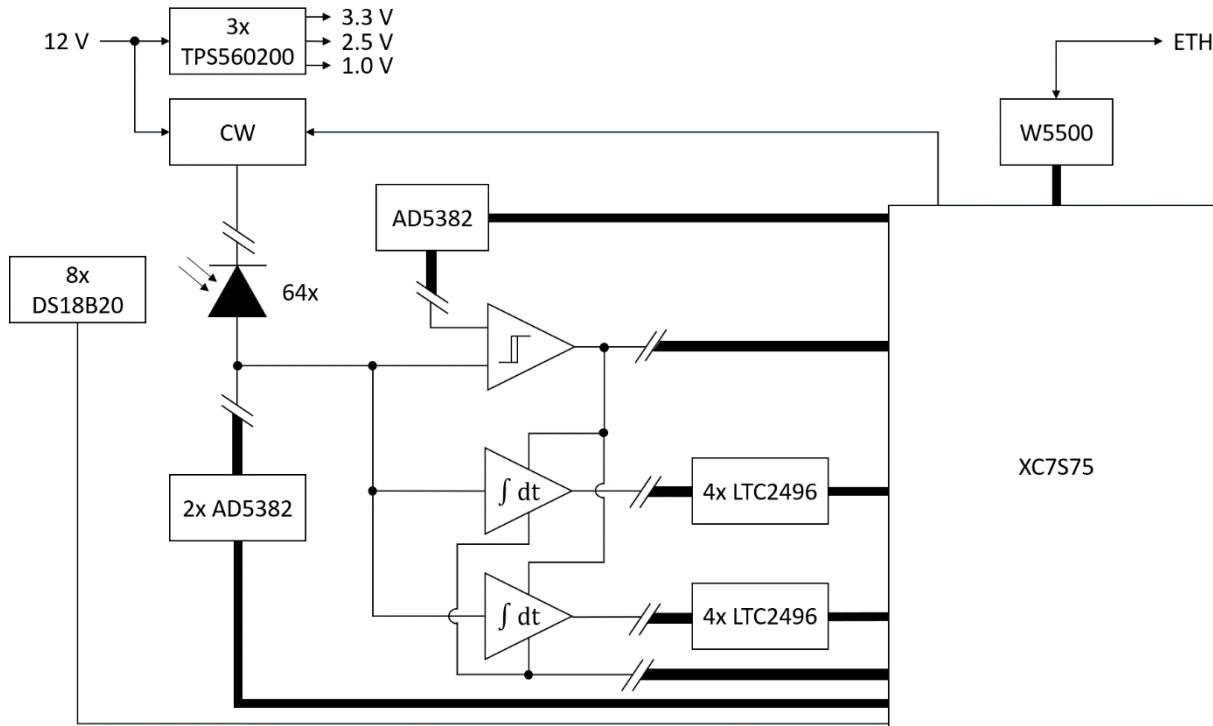 12 V
3x
TPS560200
3.3 V
2.5 V
1.0 V
ETH
CW
W5500
AD5382
8x
DS18B20
64x
XC7S75
∫ dt
4x LTC2496
2x AD5382
∫ dt
4x LTC2496